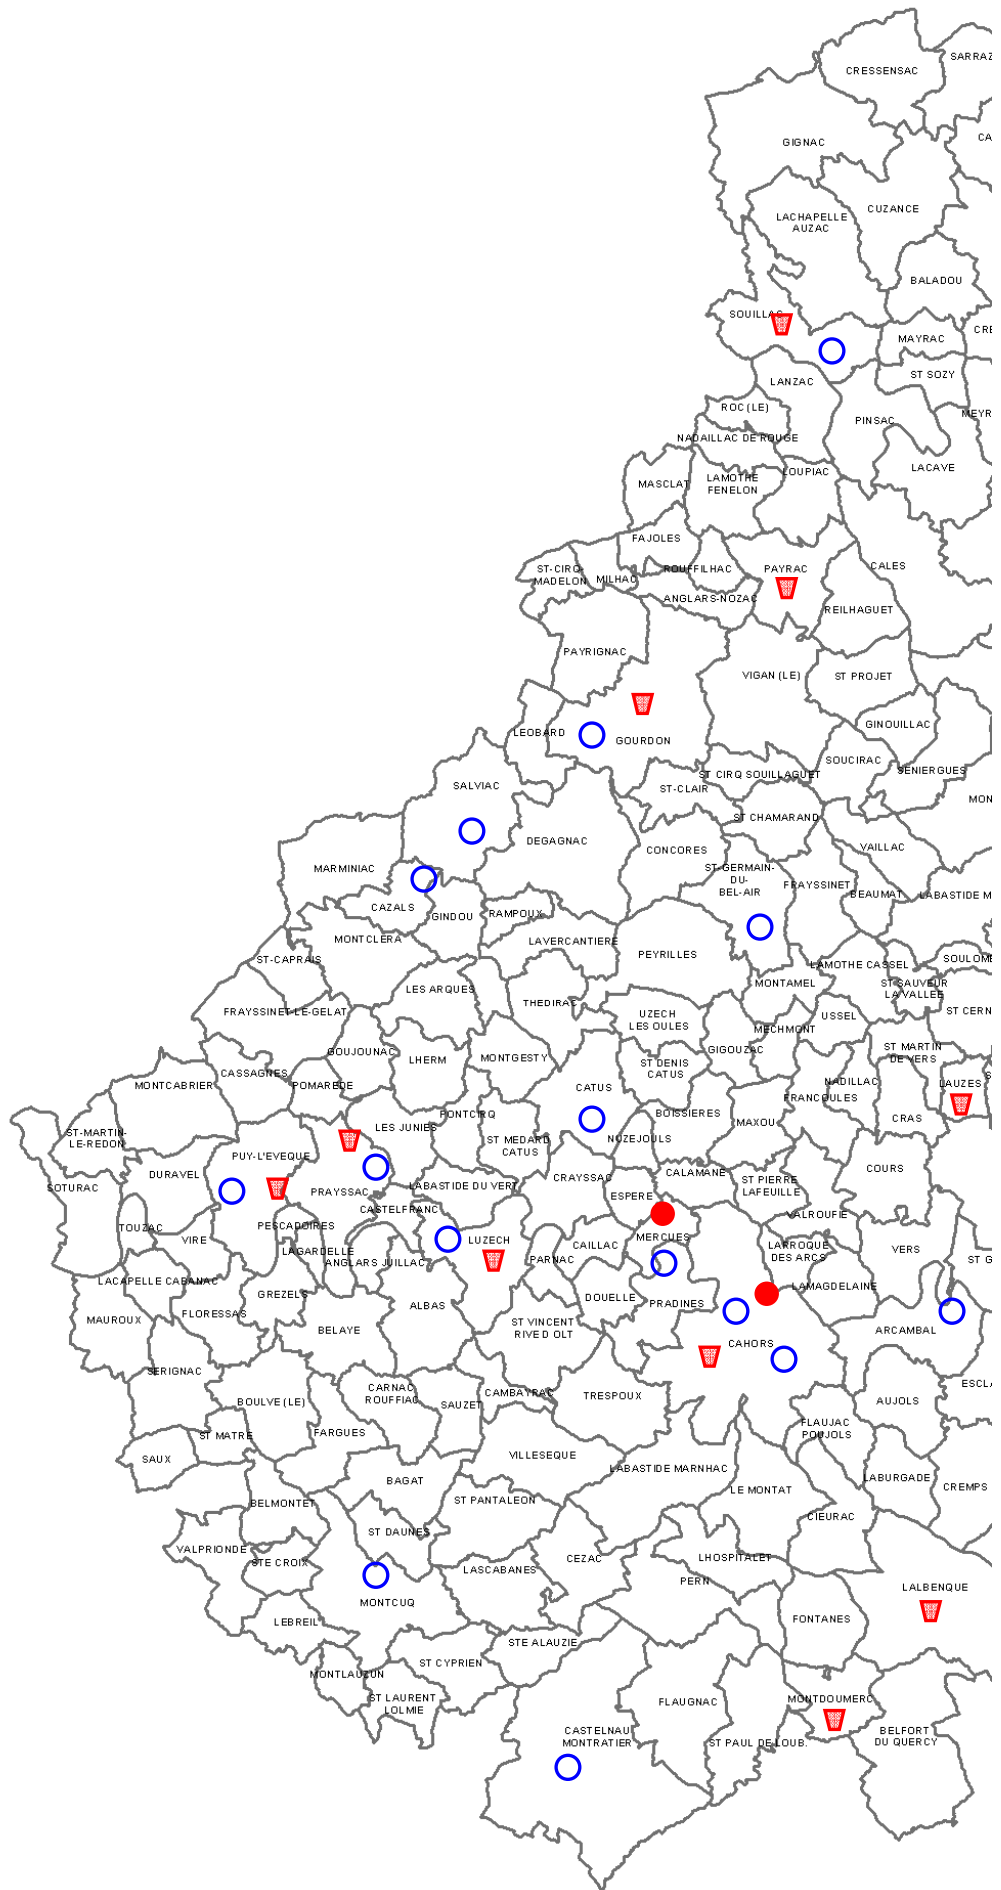 CRESSENSAC
SARRAZ
GIGNAC
CA
CUZANCE
LACHAPELLE
AUZAC
BALADOU
SOUILLAC
CRE
MAYRAC
ST SOZY
LANZAC
ROC (LE)
MEYR
PINSAC
NADAILLAC DE ROUGE
LACAVE
LOUPIAC
LAMOTHE
FENELON
MASCLAT
FAJOLES
CALES
ST-CIRQ-
MADELON
MILHAC
ROUFFILHAC
PAYRAC
ANGLARS-NOZAC
REILHAGUET
PAYRIGNAC
VIGAN (LE)
ST PROJET
GINOUILLAC
LEOBARD
GOURDON
SOUCIRAC
SENIERGUES
ST CIRQ SOUILLAGUET
ST-CLAIR
SALVIAC
MON
ST CHAMARAND
DEGAGNAC
CONCORES
VAILLAC
MARMINIAC
ST-GERMAIN-
DU-
BEL-AIR
FRAYSSINET
BEAUMAT
LABASTIDE M
CAZALS
GINDOU
RAMPOUX
MONTCLERA
LAVERCANTIERE
PEYRILLES
ST-CAPRAIS
LAMOTHE CASSEL
SOULOME
LES ARQUES
MONTAMEL
ST SAUVEUR
LA VALLEE
THEDIRAC
FRAYSSINET-LE-GELAT
UZECH
LES OULES
USSEL
ST CERN
MECHMONT
GOUJOUNAC
LHERM
MONTGESTY
GIGOUZAC
ST MARTIN
DE VERS
ST DENIS
CATUS
CASSAGNES
MONTCABRIER
POMAREDE
CATUS
NADILLAC
LAUZES
S
FRANCOULES
FONTCIRQ
BOISSIERES
CRAS
LES JUNIES
MAXOU
ST-MARTIN-
LE-REDON
ST MEDARD
CATUS
NUZEJOULS
PUY-L'EVEQUE
COURS
DURAVEL
CRAYSSAC
CALAMANE
ST PIERRE
LAFEUILLE
SOTURAC
PRAYSSAC
LABASTIDE DU VERT
ESPERE
CASTELFRANC
VALROUFIE
TOUZAC
PESCADOIRES
VIRE
LUZECH
MERCUES
LAGARDELLE
CAILLAC
LARROQUE
DES ARCS
VERS
ST G
ANGLARS JUILLAC
PARNAC
LACAPELLE CABANAC
LAMAGDELAINE
GREZELS
DOUELLE
PRADINES
ALBAS
FLORESSAS
MAUROUX
ST VINCENT
RIVE D OLT
BELAYE
ARCAMBAL
CAHORS
SERIGNAC
CARNAC
ROUFFIAC
CAMBAYRAC
TRESPOUX
ESCLA
BOULVE (LE)
SAUZET
AUJOLS
ST MATRE
FARGUES
FLAUJAC
POUJOLS
SAUX
VILLESEQUE
LABASTIDE MARNHAC
BAGAT
LABURGADE
CREMPS
LE MONTAT
BELMONTET
ST PANTALEON
CIEURAC
ST DAUNES
VALPRIONDE
STE CROIX
LASCABANES
CEZAC
LHOSPITALET
PERN
LALBENQUE
MONTCUQ
LEBREIL
FONTANES
STE ALAUZIE
ST CYPRIEN
MONTLAUZUN
ST LAURENT
LOLMIE
FLAUGNAC
MONTDOUMERC
CASTELNAU
MONTRATIER
ST PAUL DE LOUB.
BELFORT
DU QUERCY